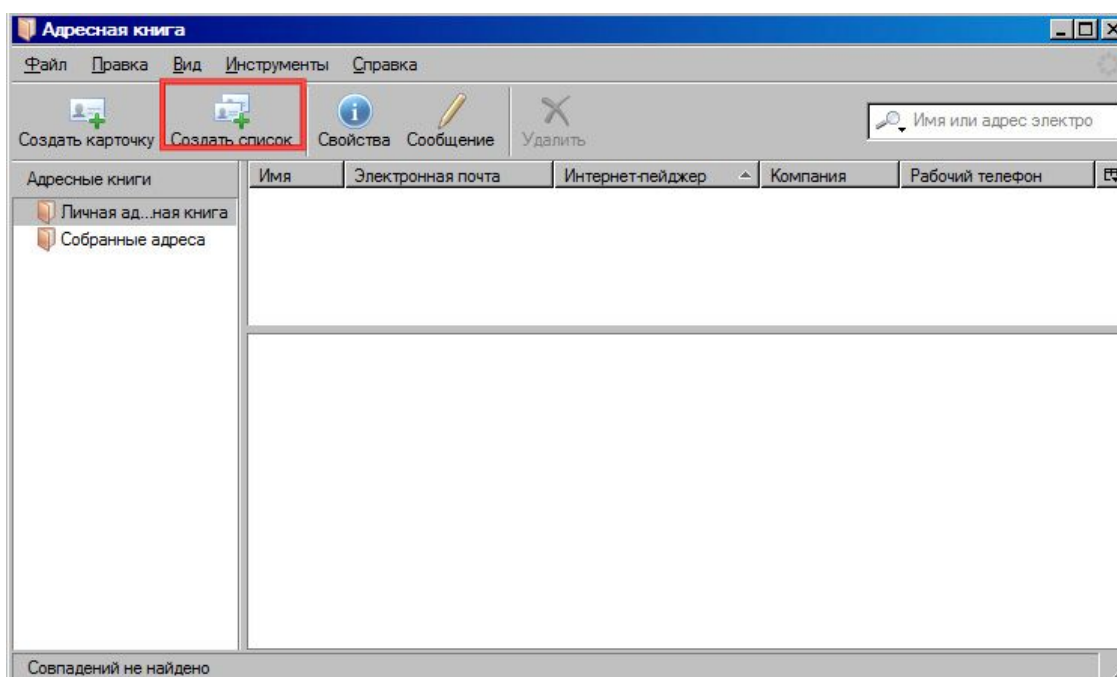 Адресная книга
Файл Правка Вид Инструменты Справка
Создать карточку Создать список Свойства Сообщение Удалить Имя или адрес электро
Адресные книги Имя Электронная почта Интернет-пейджер Компания Рабочий телефон
Личная ад...ная книга
Собранные адреса
Совпадений не найдено